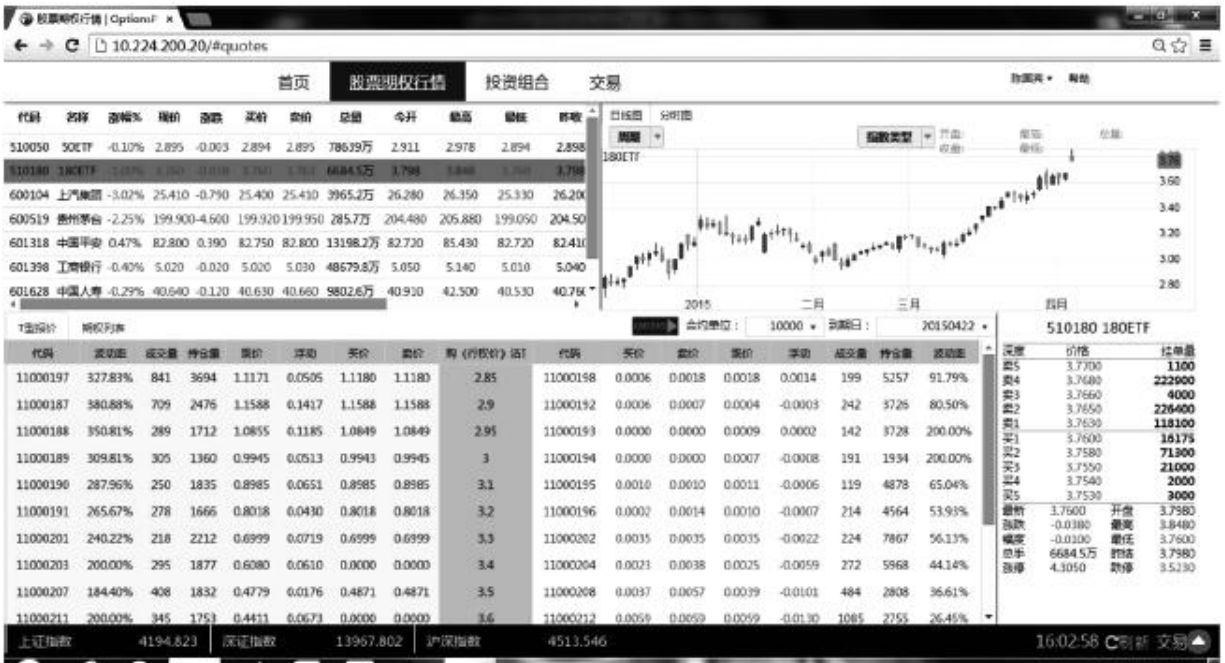 股票期权行情 | OptionsF ×
10.224.200.20/#quotes
首页 股票期权行情 投资组合 交易 帮助
代码 名称 涨幅% 现价 涨跌 买价 卖价 总量 今开 最高 最低 昨收
510050 50ETF -0.10% 2.895 -0.003 2.894 2.895 78639万 2.911 2.978 2.894 2.898
510180 180ETF 6684.5万 3.798 3.848 3.798
600104 上汽集团 -3.02% 25.410 -0.790 25.400 25.410 3965.2万 26.280 26.350 25.330 26.20
600519 贵州茅台 -2.25% 199.900 -4.600 199.920 199.950 285.7万 204.480 205.880 199.050 204.50
601318 中国平安 0.47% 82.800 0.390 82.750 82.800 13198.2万 82.720 85.430 82.720 82.41
601398 工商银行 -0.40% 5.020 -0.020 5.020 5.030 48679.8万 5.050 5.140 5.010 5.040
601628 中国人寿 -0.29% 40.640 -0.120 40.630 40.660 9802.6万 40.910 42.500 40.530 40.76
日线图 分时图
周期 指数类型 开盘: 最高: 总量:
收盘: 最低:
180ETF
3.76
3.60
3.40
3.20
3.00
2.80
2015 二月 三月 四月
T型报价 期权列表 合约单位: 10000 到期日: 20150422
代码 波动率 成交量 持仓量 现价 浮动 买价 卖价 购《行权价》沽 代码 买价 卖价 现价 浮动 成交量 持仓量 波动率
11000197 327.83% 841 3694 1.1171 0.0505 1.1180 1.1180 2.85 11000198 0.0006 0.0018 0.0018 0.0014 199 5257 91.79%
11000187 380.88% 709 2476 1.1588 0.1417 1.1588 1.1588 2.9 11000192 0.0006 0.0007 0.0004 -0.0003 242 3726 80.50%
11000188 350.81% 289 1712 1.0855 0.1185 1.0849 1.0849 2.95 11000193 0.0000 0.0000 0.0009 0.0002 142 3728 200.00%
11000189 309.81% 305 1360 0.9945 0.0513 0.9943 0.9945 3 11000194 0.0000 0.0000 0.0007 -0.0008 191 1934 200.00%
11000190 287.96% 250 1835 0.8985 0.0651 0.8985 0.8985 3.1 11000195 0.0010 0.0010 0.0011 -0.0006 119 4878 65.04%
11000191 265.67% 278 1666 0.8018 0.0430 0.8018 0.8018 3.2 11000196 0.0002 0.0014 0.0010 -0.0007 214 4564 53.93%
11000201 240.22% 218 2212 0.6999 0.0719 0.6999 0.6999 3.3 11000202 0.0035 0.0035 0.0035 -0.0022 224 7867 56.13%
11000203 200.00% 295 1877 0.6080 0.0610 0.0000 0.0000 3.4 11000204 0.0023 0.0038 0.0025 -0.0059 272 5968 44.14%
11000207 184.40% 408 1832 0.4779 0.0176 0.4871 0.4871 3.5 11000208 0.0037 0.0057 0.0039 -0.0101 484 2808 36.61%
11000211 200.00% 345 1753 0.4411 0.0673 0.0000 0.0000 3.6 11000212 0.0059 0.0059 0.0059 -0.0130 1085 2755 26.45%
510180 180ETF
深度 价格 挂单量
卖5 3.7700 1100
卖4 3.7680 222900
卖3 3.7660 4000
卖2 3.7650 226400
卖1 3.7630 118100
买1 3.7600 16175
买2 3.7580 71300
买3 3.7550 21000
买4 3.7540 2000
买5 3.7530 3000
最新 3.7600 开盘 3.7980
涨跌 -0.0380 最高 3.8480
幅度 -0.0100 最低 3.7600
总手 6684.5万 昨结 3.7980
涨停 4.3050 跌停 3.5230
上证指数 4194.823 深证指数 13967.802 沪深指数 4513.546 16:02:58 刷新 交易